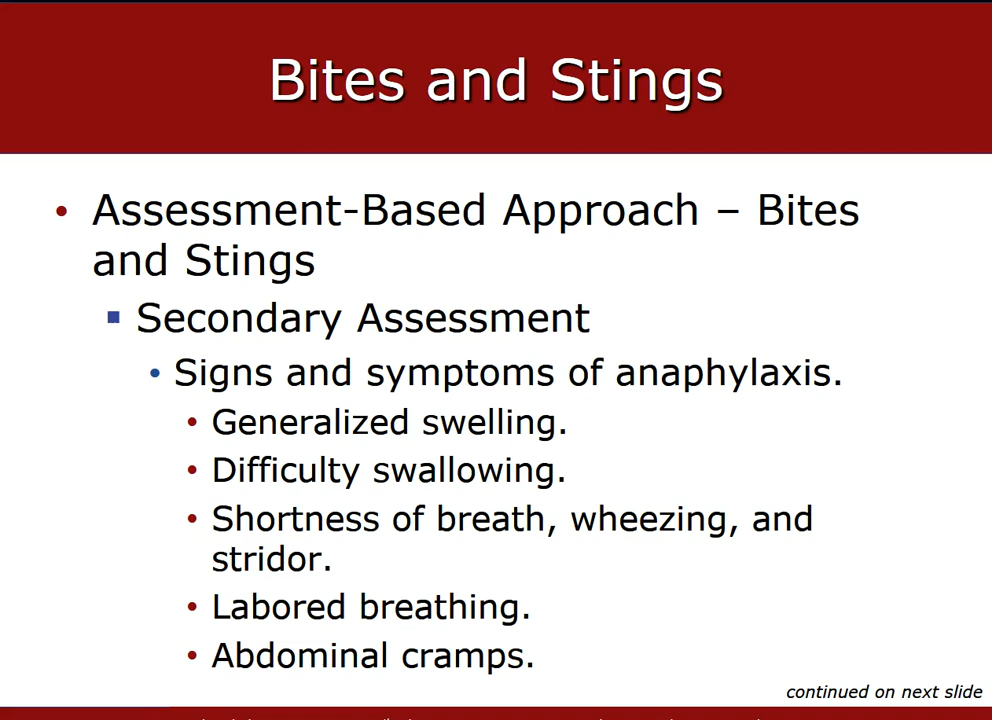 Bites and Stings
• Assessment-Based Approach – Bites
and Stings
▪ Secondary Assessment
• Signs and symptoms of anaphylaxis.
• Generalized swelling.
• Difficulty swallowing.
• Shortness of breath, wheezing, and
stridor.
• Labored breathing.
• Abdominal cramps.
continued on next slide